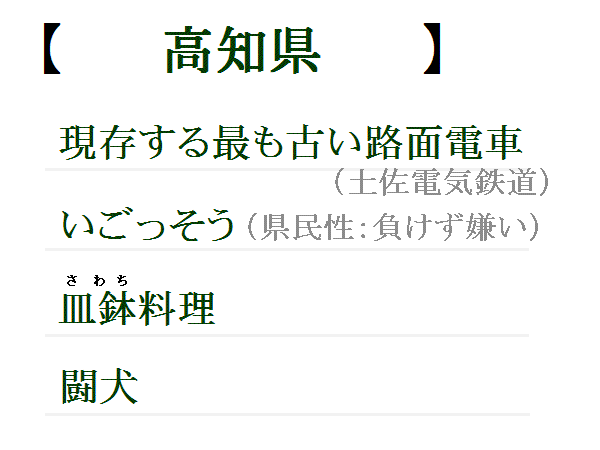 【 高知県 】
現存する最も古い路面電車
（土佐電気鉄道）
いごっそう（県民性：負けず嫌い）
さわち
皿鉢料理
闘犬